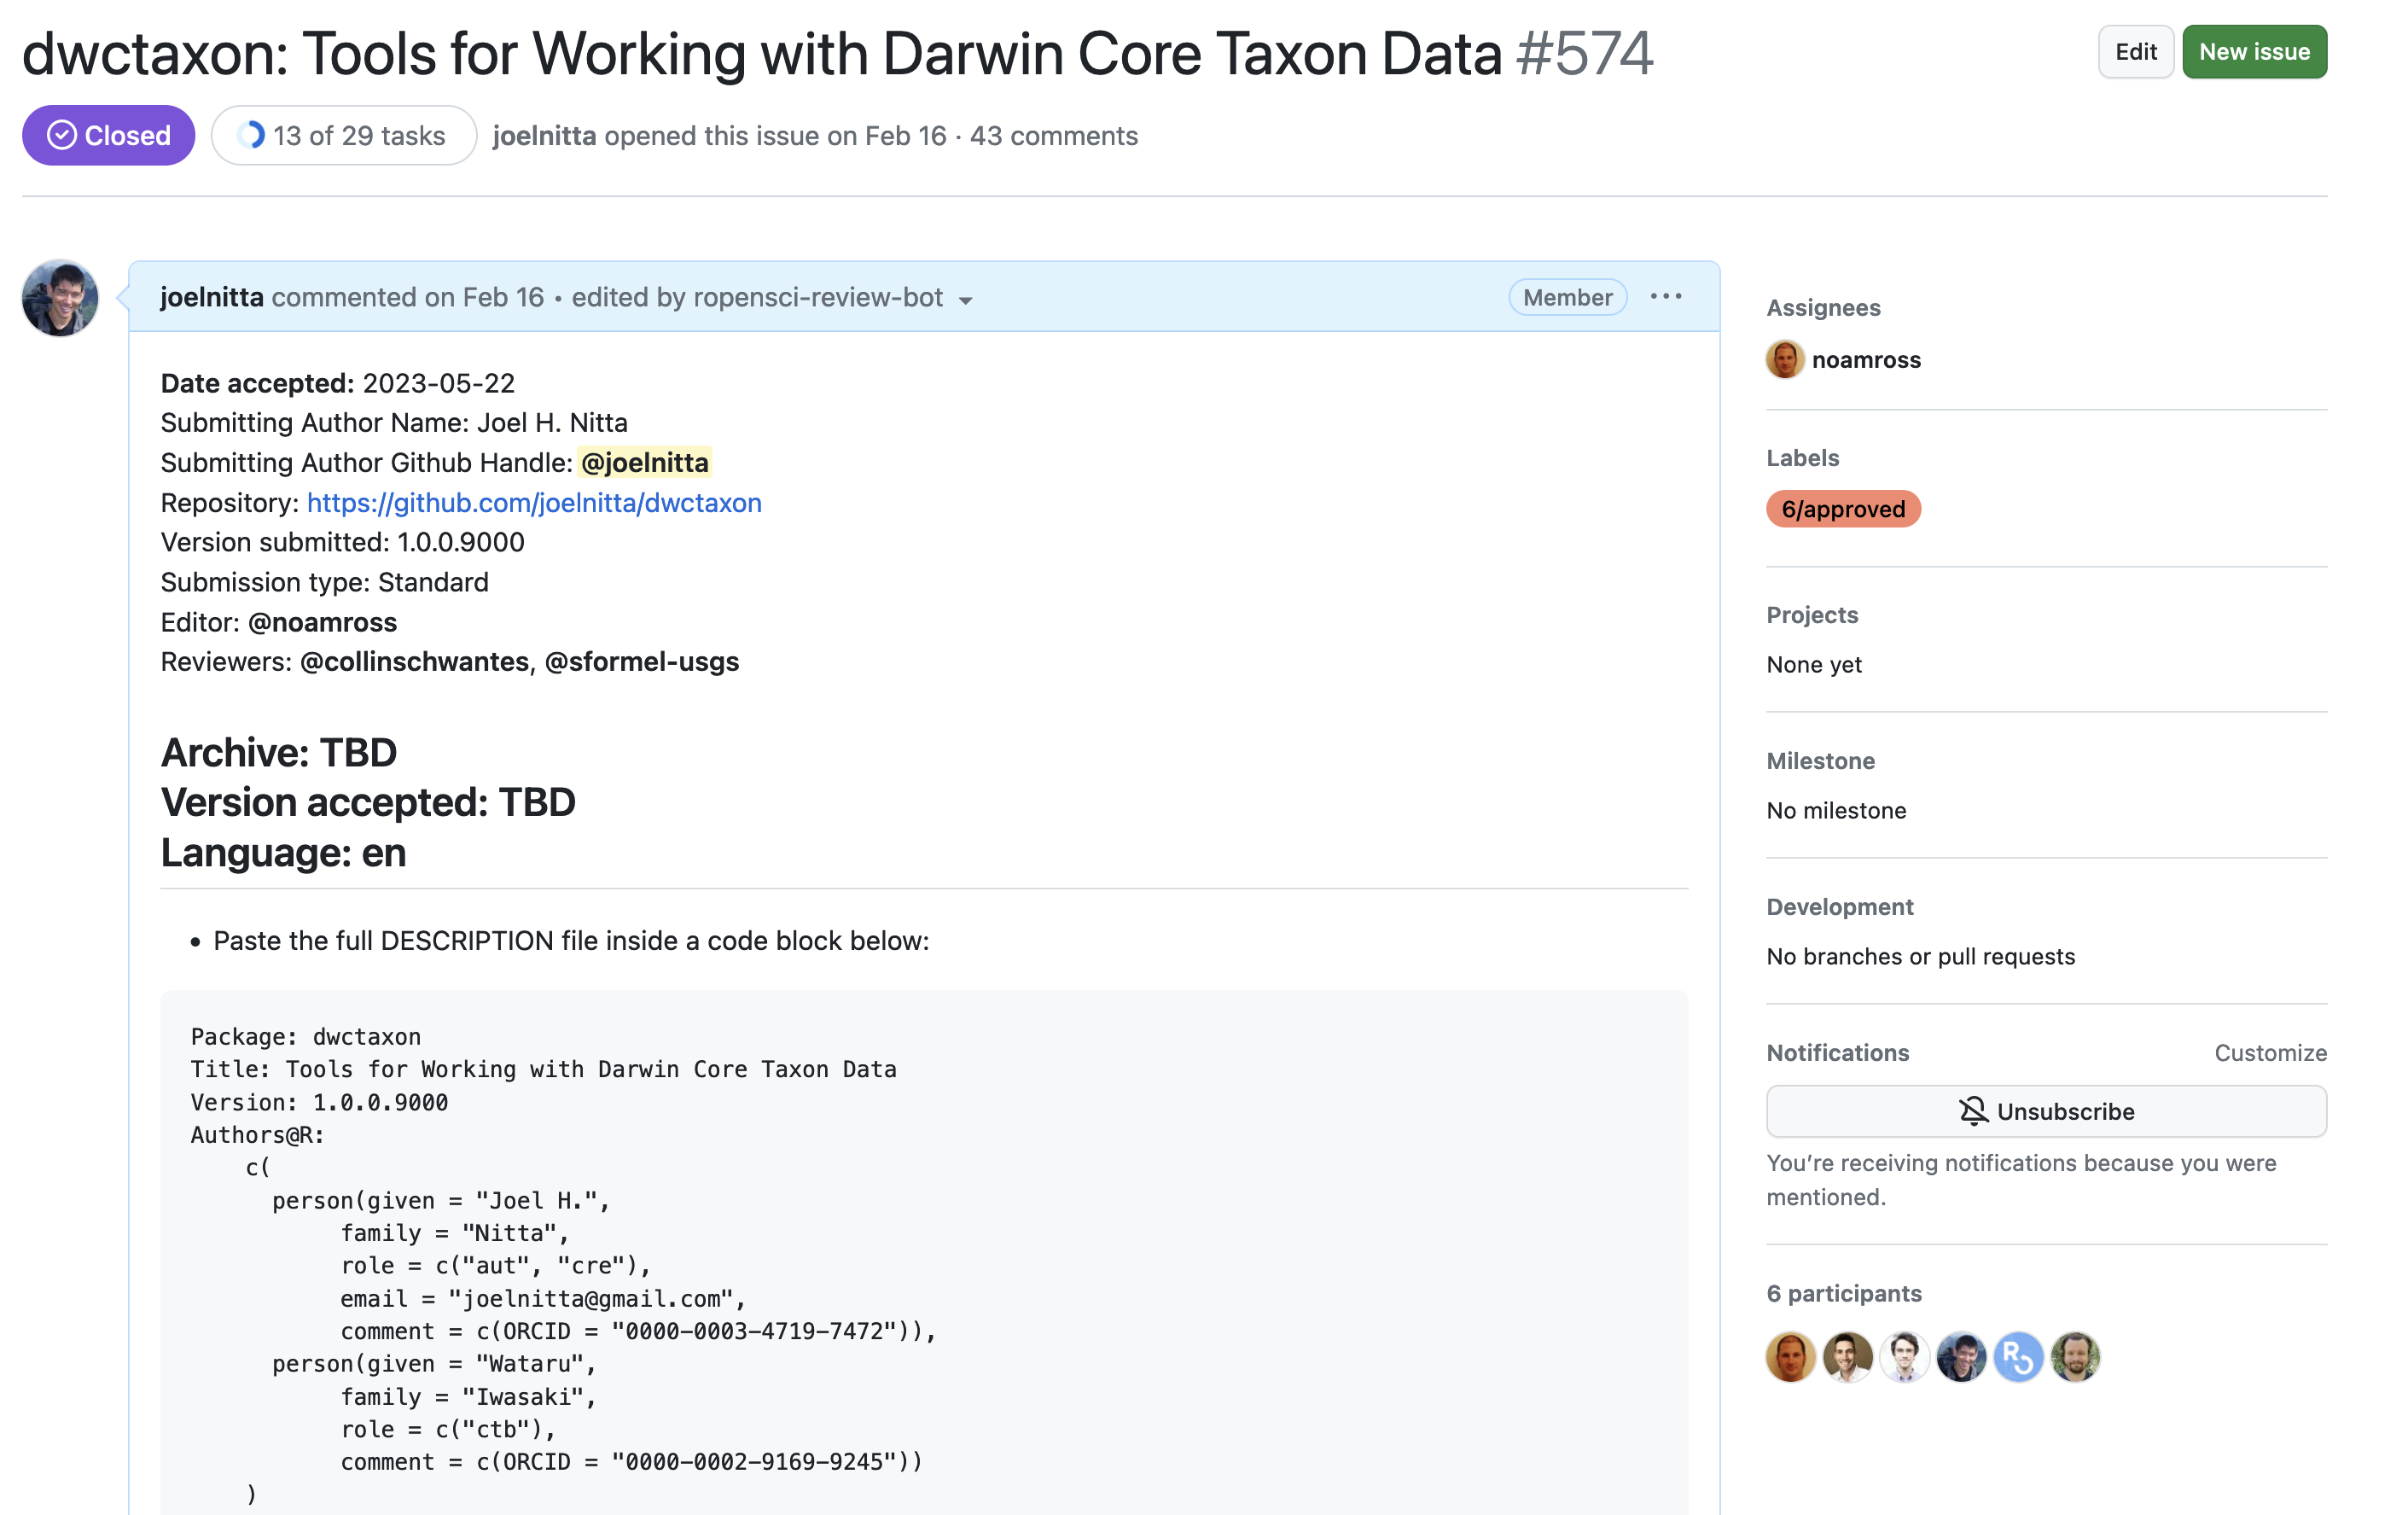 dwctaxon: Tools for Working with Darwin Core Taxon Data #574
Edit
New issue
Closed
13 of 29 tasks
joelnitta opened this issue on Feb 16 · 43 comments
joelnitta commented on Feb 16 • edited by ropensci-review-bot
Member
Date accepted: 2023-05-22
Submitting Author Name: Joel H. Nitta
Submitting Author Github Handle: @joelnitta
Repository: https://github.com/joelnitta/dwctaxon
Version submitted: 1.0.0.9000
Submission type: Standard
Editor: @noamross
Reviewers: @collinschwantes, @sformel-usgs
Archive: TBD
Version accepted: TBD
Language: en
• Paste the full DESCRIPTION file inside a code block below:
Package: dwctaxon
Title: Tools for Working with Darwin Core Taxon Data
Version: 1.0.0.9000
Authors@R:
    c(
      person(given = "Joel H.",
           family = "Nitta",
           role = c("aut", "cre"),
           email = "joelnitta@gmail.com",
           comment = c(ORCID = "0000-0003-4719-7472")),
      person(given = "Wataru",
           family = "Iwasaki",
           role = c("ctb"),
           comment = c(ORCID = "0000-0002-9169-9245"))
    )
Assignees
noamross
Labels
6/approved
Projects
None yet
Milestone
No milestone
Development
No branches or pull requests
Notifications
Customize
Unsubscribe
You’re receiving notifications because you were
mentioned.
6 participants